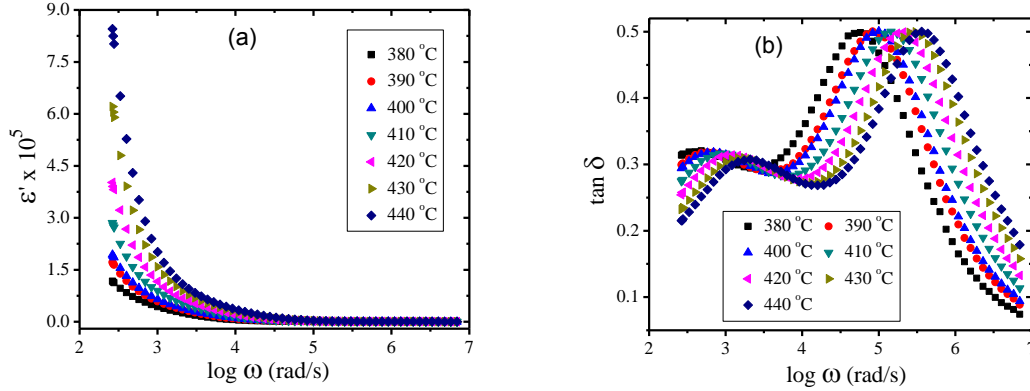 (a)
ε' x 10⁵
9.0
7.5
6.0
4.5
3.0
1.5
0.0
380 °C
390 °C
400 °C
410 °C
420 °C
430 °C
440 °C
2 3 4 5 6 7
log ω (rad/s)
(b)
tan δ
0.5
0.4
0.3
0.2
0.1
380 °C 390 °C
400 °C 410 °C
420 °C 430 °C
440 °C
2 3 4 5 6 7
log ω (rad/s)